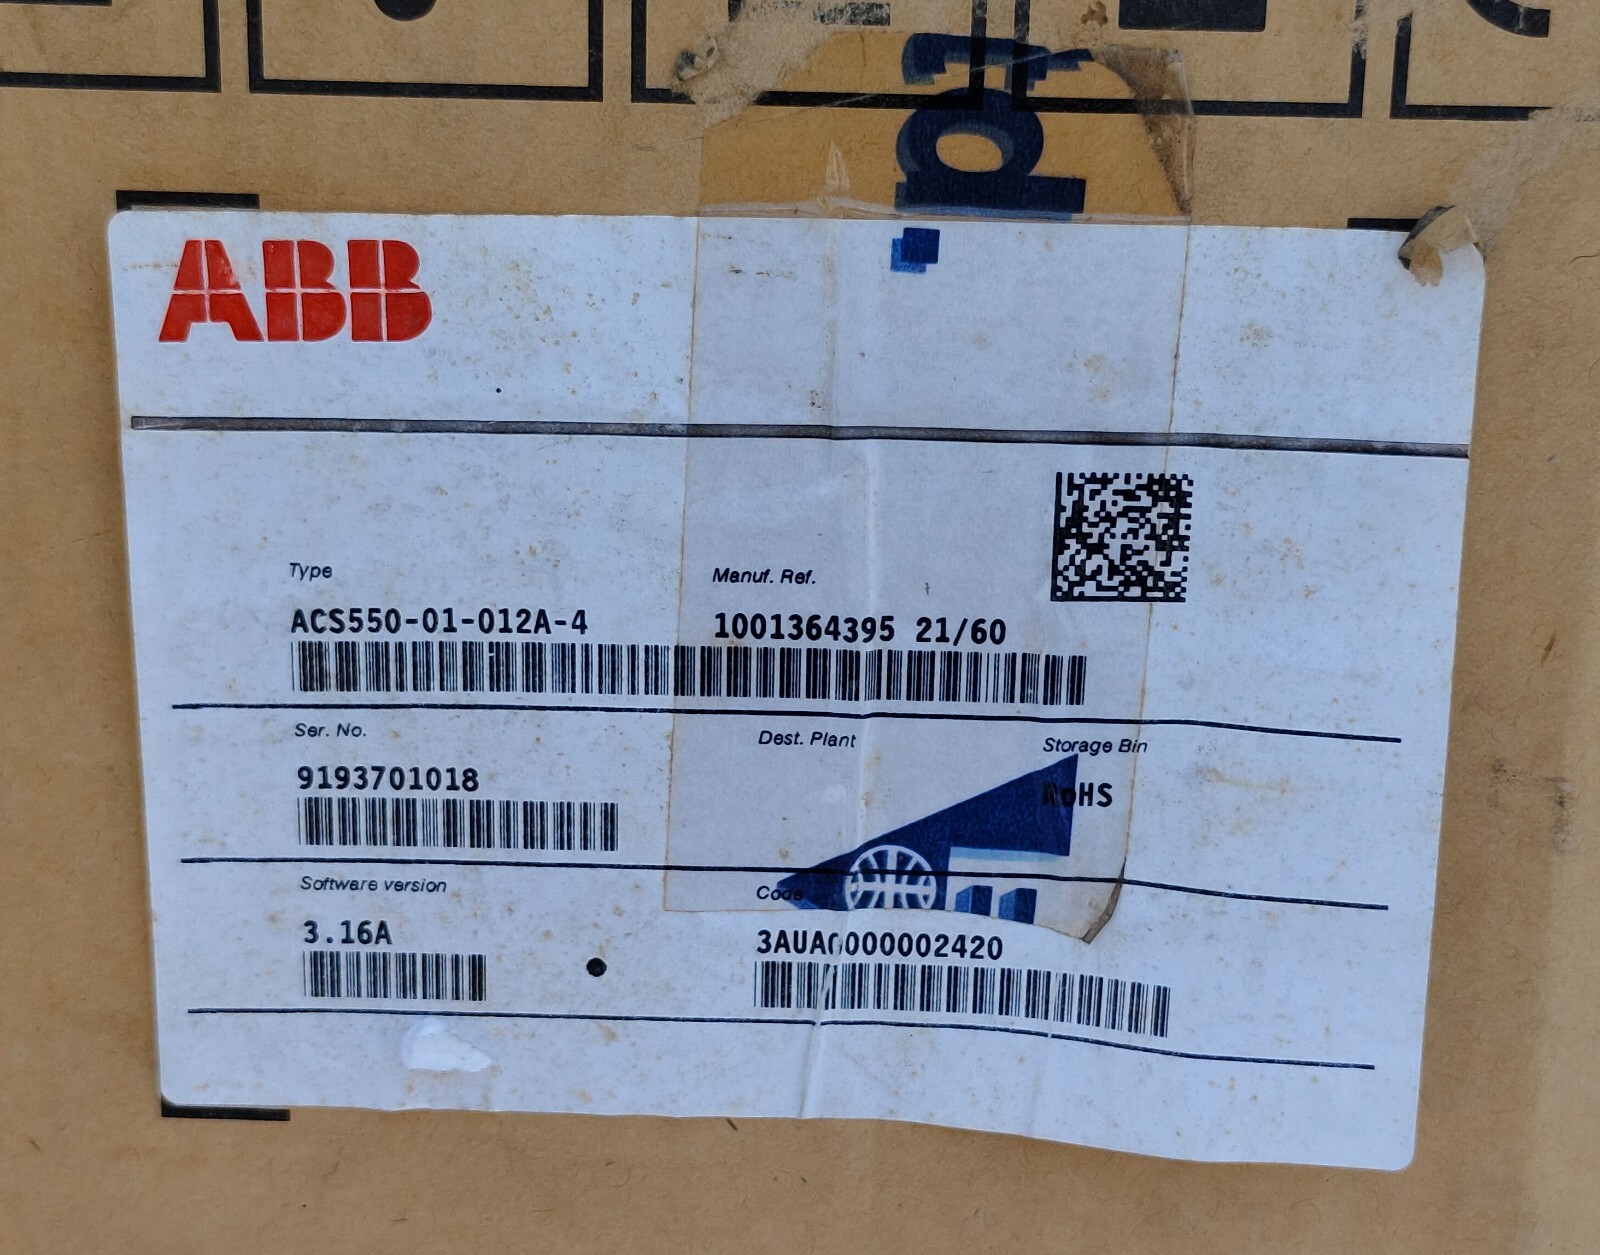 ABB
Type Manuf. Ref.
ACS550-01-012A-4 1001364395 21/60
Ser. No. Dest. Plant Storage Bin
9193701018 RoHS
Software version Code
3.16A 3AUA0000002420